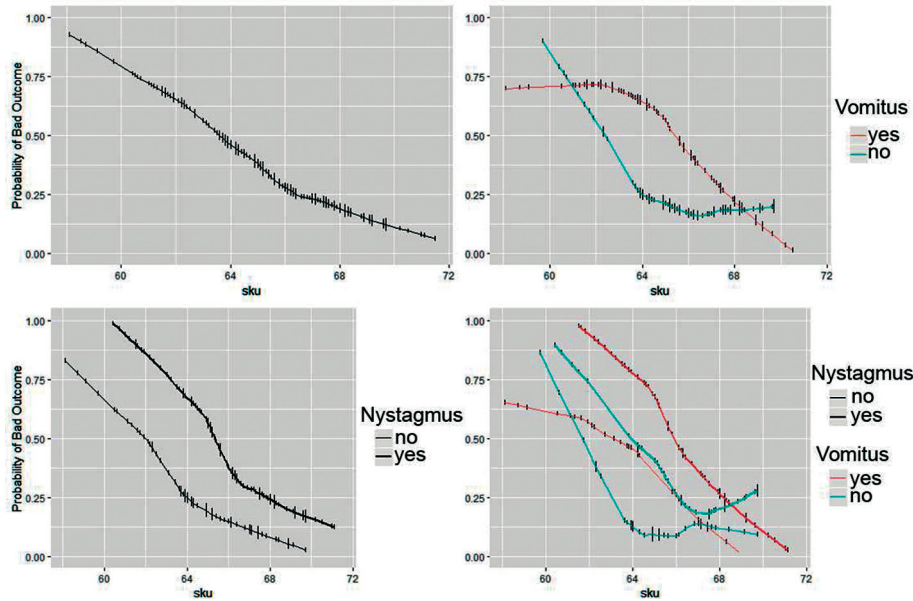 1.00
0.75
0.50
0.25
0.00
Probability of Bad Outcome
60 64 68 72
sku
1.00
0.75
0.50
0.25
0.00
60 64 68 72
sku
Vomitus
yes
no
1.00
0.75
0.50
0.25
0.00
Probability of Bad Outcome
60 64 68 72
sku
Nystagmus
no
yes
1.00
0.75
0.50
0.25
0.00
60 64 68 72
sku
Nystagmus
no
yes
Vomitus
yes
no